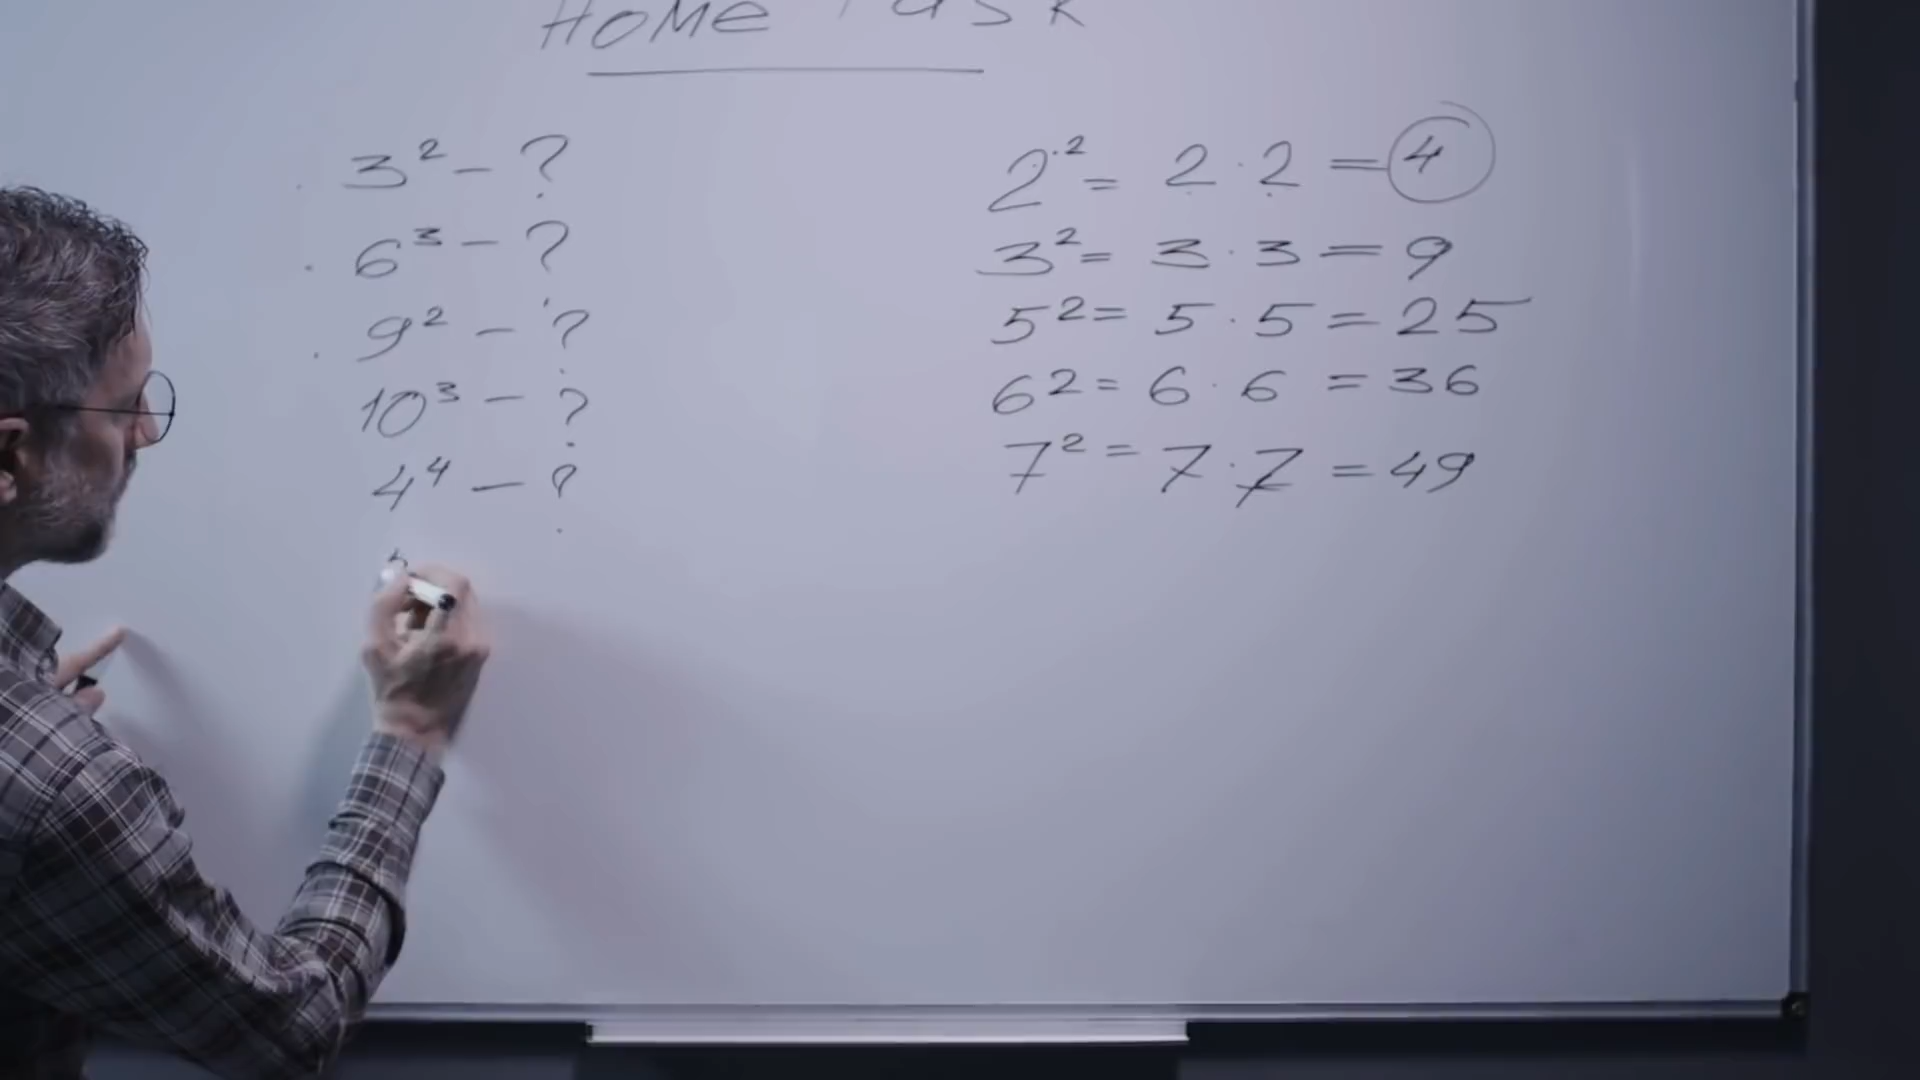 Home Task
3² – ?
6³ – ?
9² – ?
10³ – ?
4⁴ – ?
2² = 2 · 2 = 4
3² = 3 · 3 = 9
5² = 5 · 5 = 25
6² = 6 · 6 = 36
7² = 7 · 7 = 49